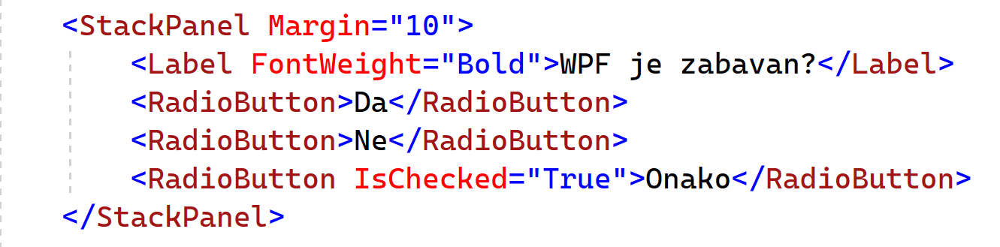 <StackPanel Margin="10">
    <Label FontWeight="Bold">WPF je zabavan?</Label>
    <RadioButton>Da</RadioButton>
    <RadioButton>Ne</RadioButton>
    <RadioButton IsChecked="True">Onako</RadioButton>
</StackPanel>